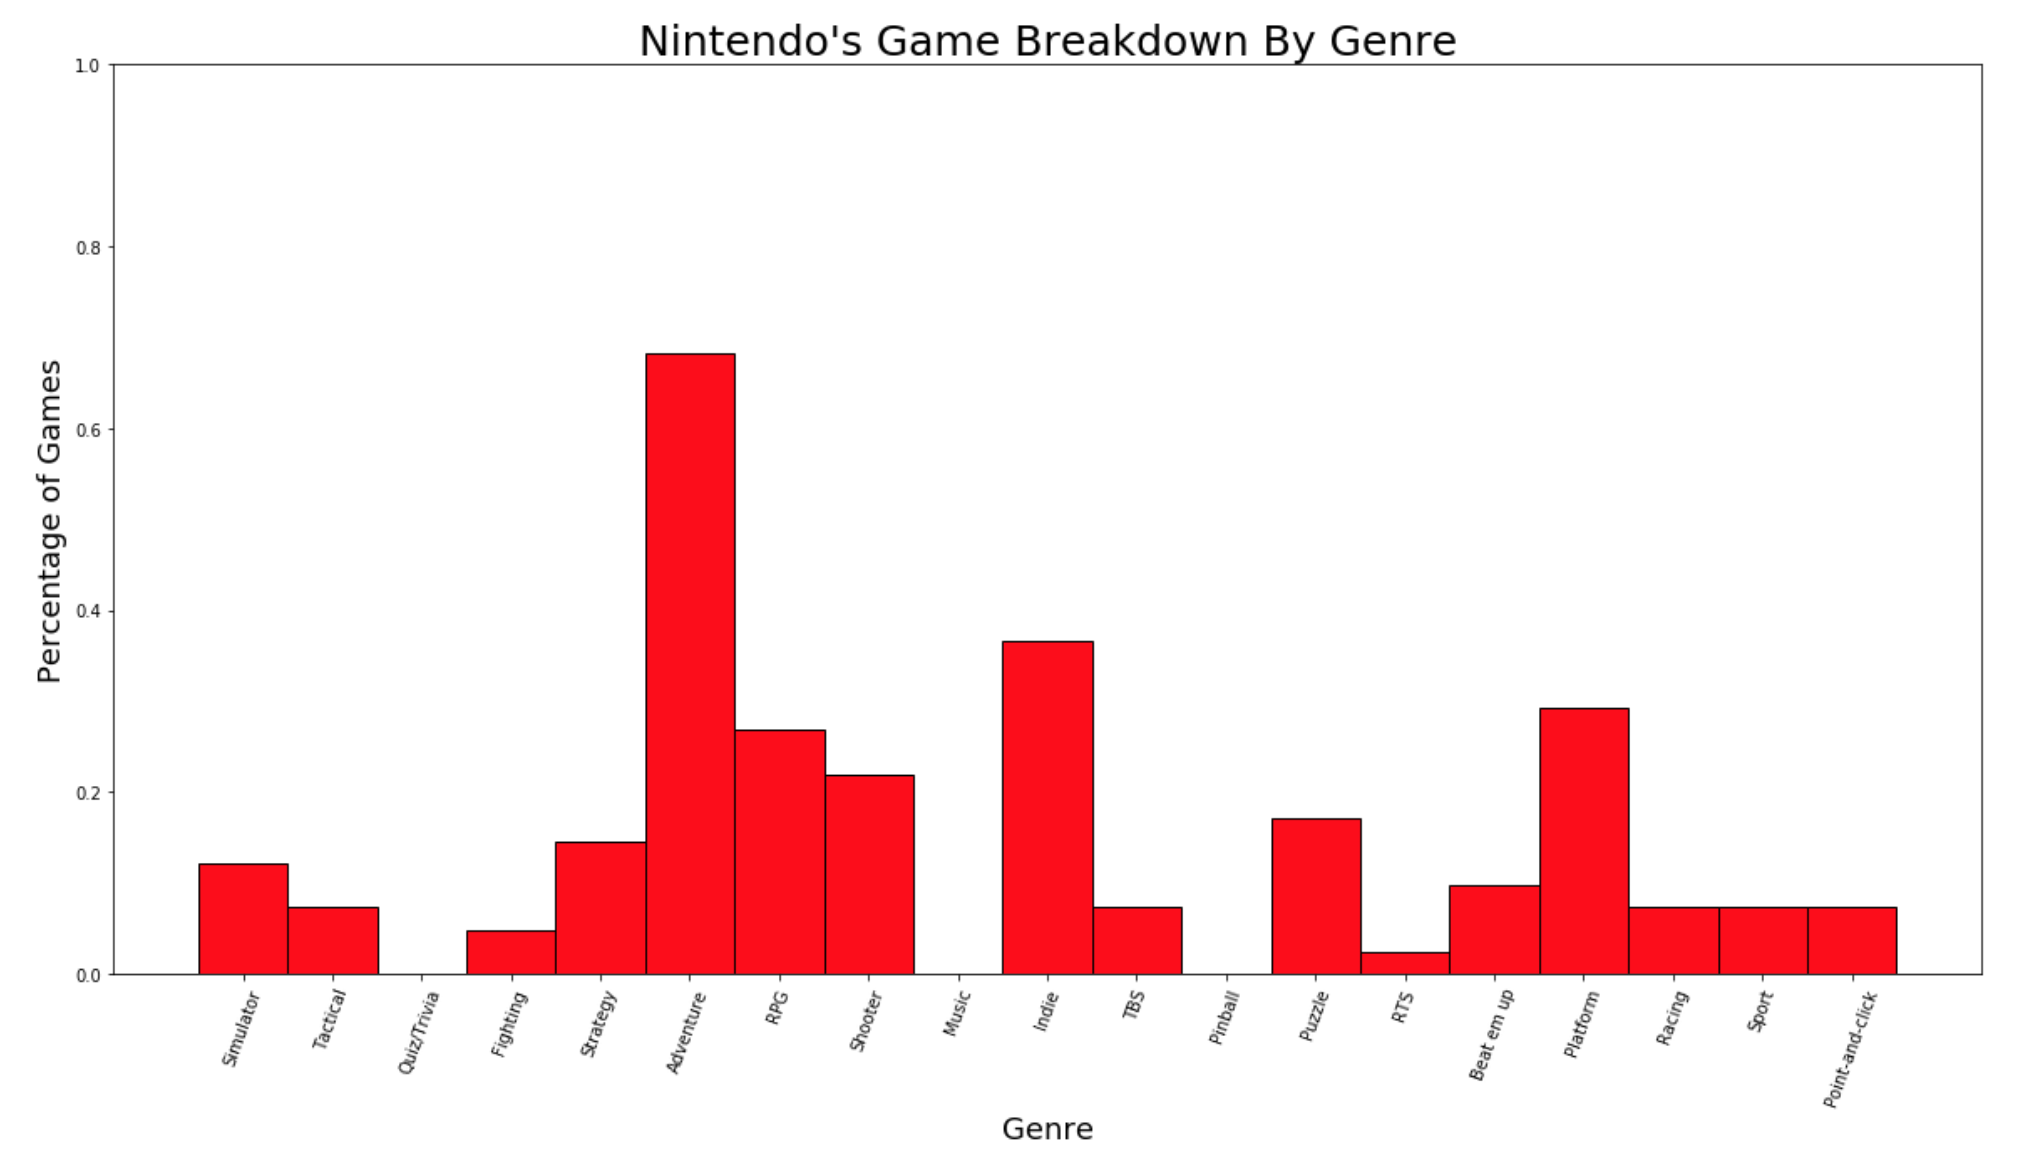 Nintendo's Game Breakdown By Genre
Percentage of Games
1.0
0.8
0.6
0.4
0.2
0.0
Simulator
Tactical
Quiz/Trivia
Fighting
Strategy
Adventure
RPG
Shooter
Music
Indie
TBS
Pinball
Puzzle
RTS
Beat em up
Platform
Racing
Sport
Point-and-click
Genre